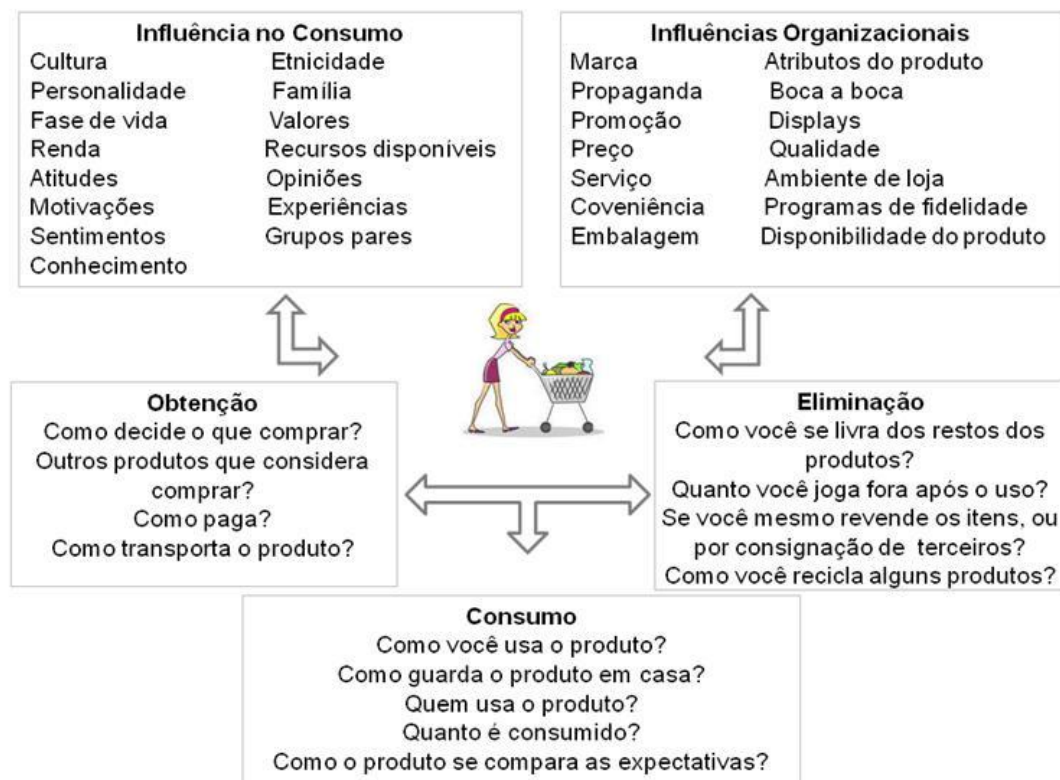 Influência no Consumo
Cultura Etnicidade
Personalidade Família
Fase de vida Valores
Renda Recursos disponíveis
Atitudes Opiniões
Motivações Experiências
Sentimentos Grupos pares
Conhecimento
Influências Organizacionais
Marca Atributos do produto
Propaganda Boca a boca
Promoção Displays
Preço Qualidade
Serviço Ambiente de loja
Coveniência Programas de fidelidade
Embalagem Disponibilidade do produto
Obtenção
Como decide o que comprar?
Outros produtos que considera
comprar?
Como paga?
Como transporta o produto?
Eliminação
Como você se livra dos restos dos
produtos?
Quanto você joga fora após o uso?
Se você mesmo revende os itens, ou
por consignação de terceiros?
Como você recicla alguns produtos?
Consumo
Como você usa o produto?
Como guarda o produto em casa?
Quem usa o produto?
Quanto é consumido?
Como o produto se compara as expectativas?